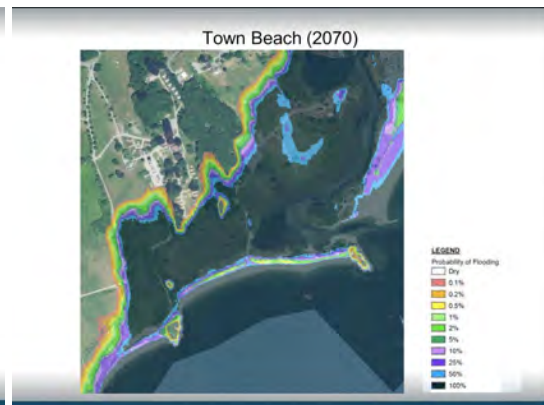 Town Beach (2070)
LEGEND
Probability of Flooding
Dry
0.1%
0.2%
0.5%
1%
2%
5%
10%
25%
50%
100%